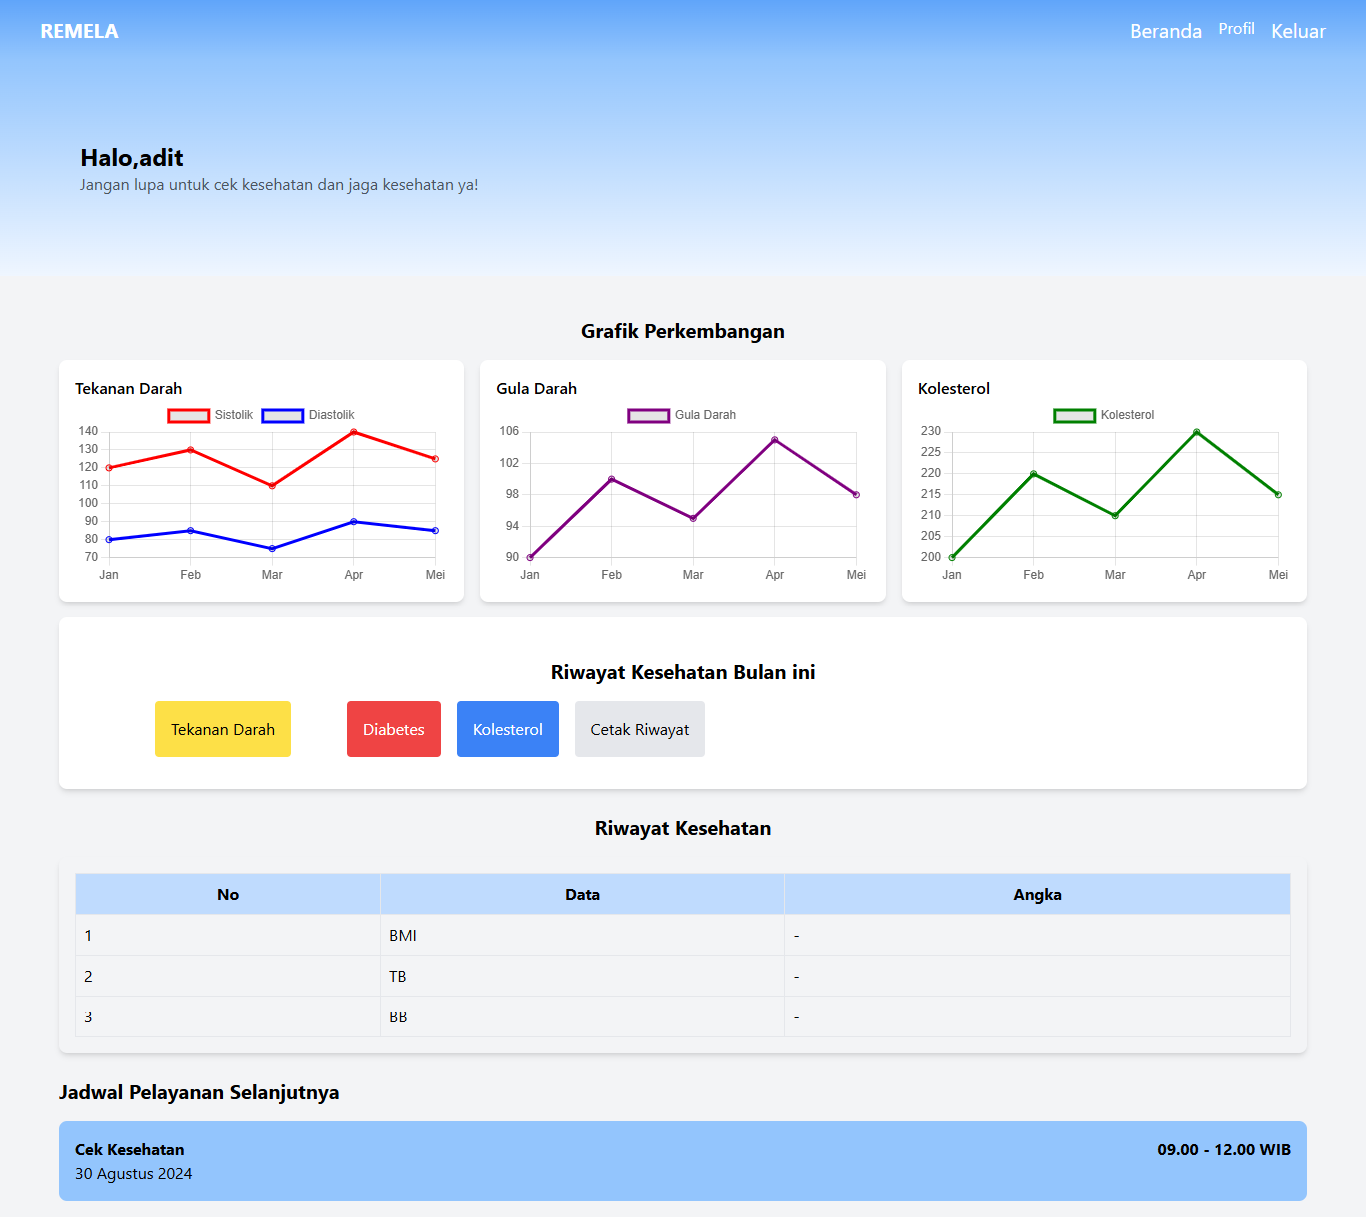 REMELA
Beranda Profil Keluar
Halo,adit
Jangan lupa untuk cek kesehatan dan jaga kesehatan ya!
Grafik Perkembangan
Tekanan Darah
Sistolik Diastolik
140
130
120
110
100
90
80
70
Jan Feb Mar Apr Mei
Gula Darah
Gula Darah
106
102
98
94
90
Jan Feb Mar Apr Mei
Kolesterol
Kolesterol
230
225
220
215
210
205
200
Jan Feb Mar Apr Mei
Riwayat Kesehatan Bulan ini
Tekanan Darah Diabetes Kolesterol Cetak Riwayat
Riwayat Kesehatan
No Data Angka
1 BMI -
2 TB -
3 BB -
Jadwal Pelayanan Selanjutnya
Cek Kesehatan 09.00 - 12.00 WIB
30 Agustus 2024